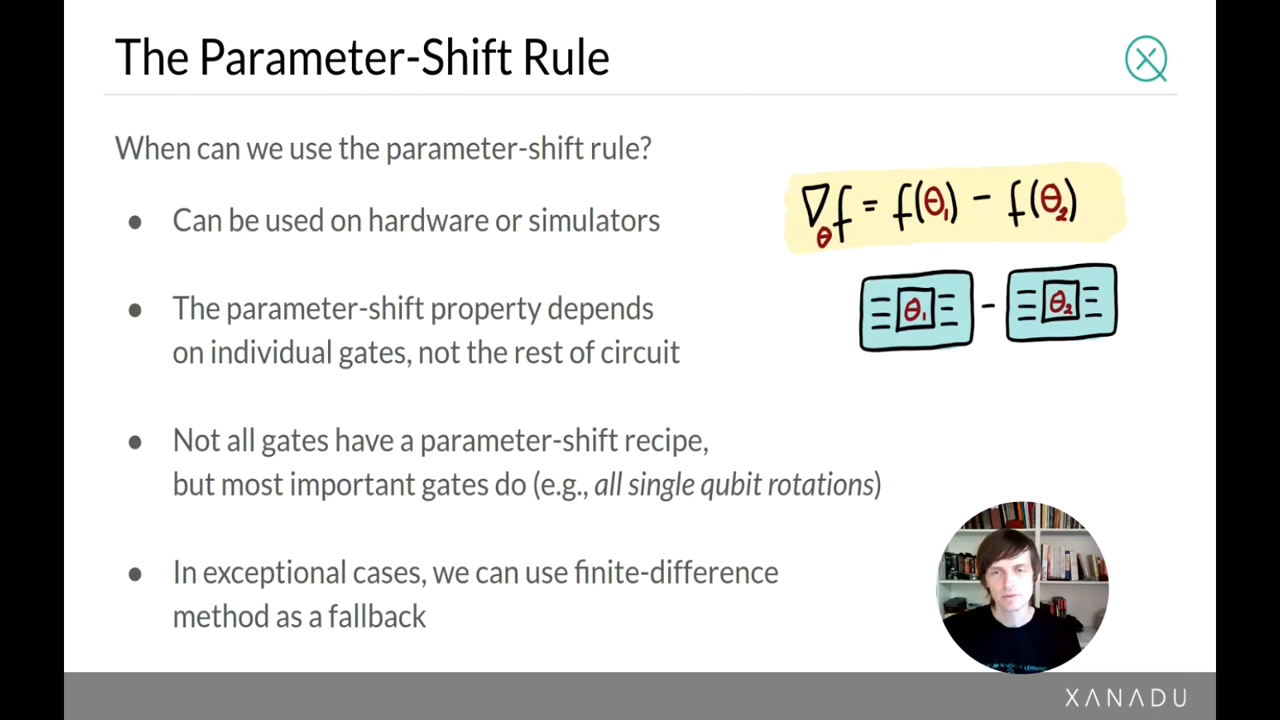 The Parameter-Shift Rule
When can we use the parameter-shift rule?
● Can be used on hardware or simulators
● The parameter-shift property depends
on individual gates, not the rest of circuit
● Not all gates have a parameter-shift recipe,
but most important gates do (e.g., all single qubit rotations)
● In exceptional cases, we can use finite-difference
method as a fallback
∇θf = f(θ₁) − f(θ₂)
θ₁ − θ₂
XANADU